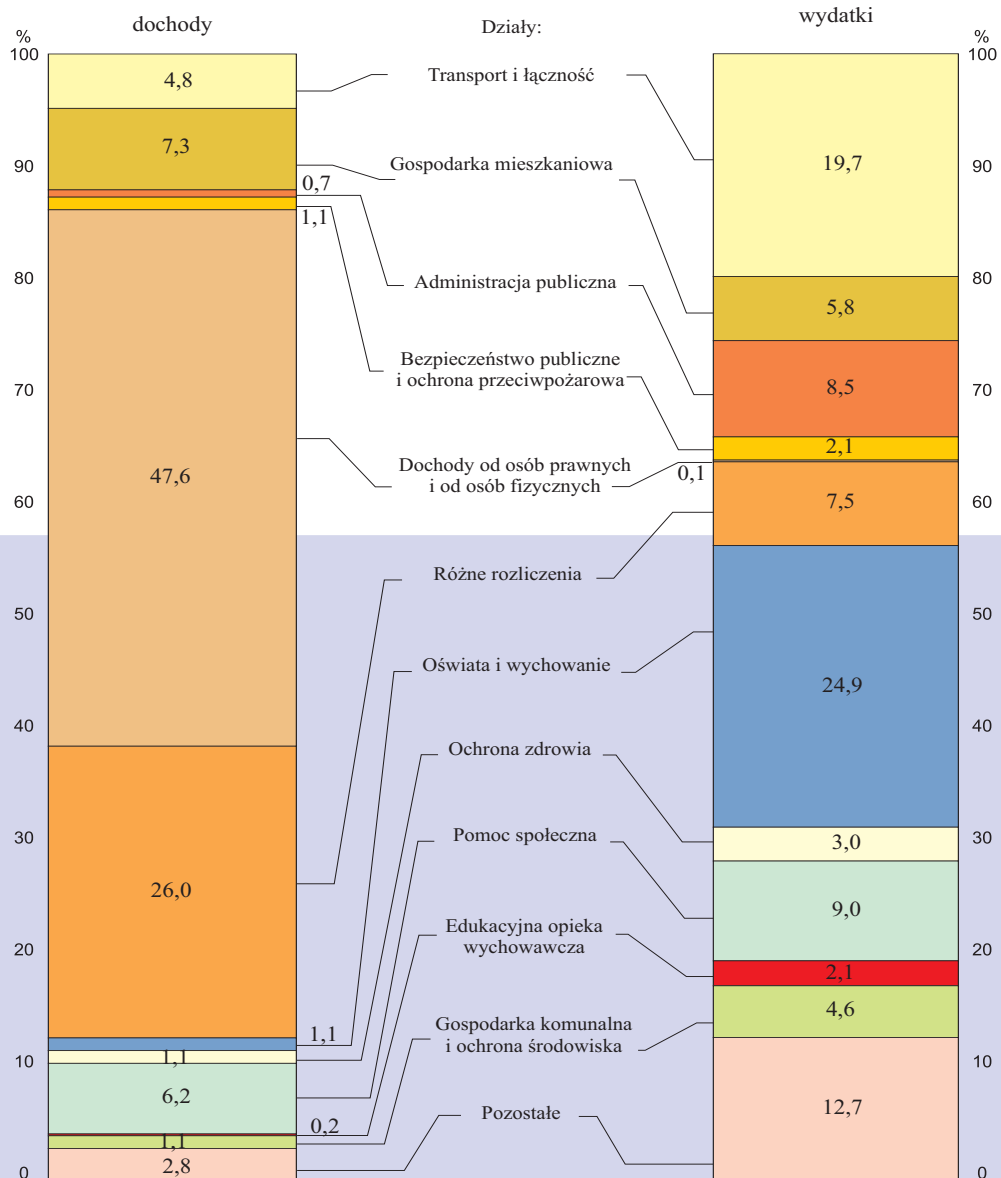 dochody
Działy:
wydatki
%
%
100
100
4,8
Transport i łączność
19,7
7,3
90
Gospodarka mieszkaniowa
90
0,7
1,1
80
Administracja publiczna
80
5,8
Bezpieczeństwo publiczne
i ochrona przeciwpożarowa
70
8,5
70
2,1
47,6
Dochody od osób prawnych
i od osób fizycznych
0,1
60
7,5
60
Różne rozliczenia
50
50
Oświata i wychowanie
24,9
40
40
Ochrona zdrowia
30
Pomoc społeczna
3,0
30
26,0
9,0
Edukacyjna opieka
wychowawcza
20
2,1
20
4,6
1,1
Gospodarka komunalna
i ochrona środowiska
10
1,1
10
6,2
0,2
Pozostałe
12,7
1,1
2,8
0
0